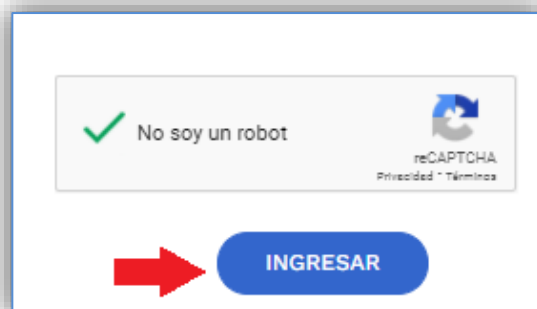 No soy un robot
reCAPTCHA
Privacidad - Términos
INGRESAR